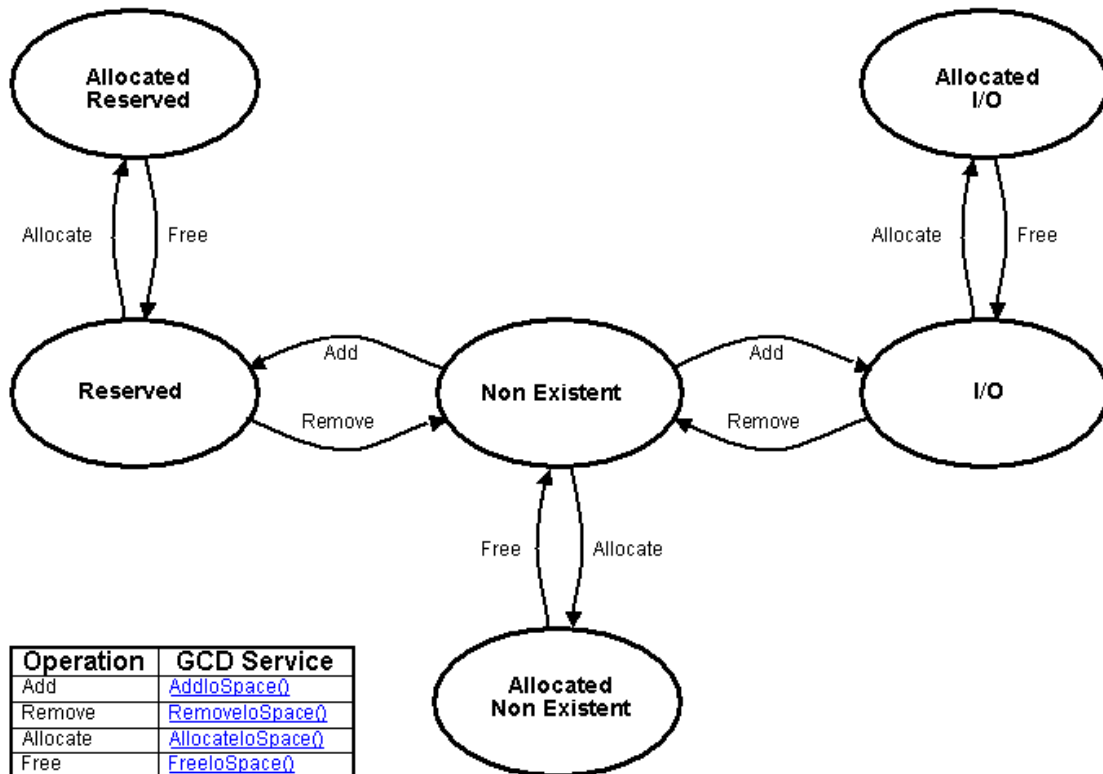 Allocated
Reserved
Allocated
I/O
Allocate
Free
Allocate
Free
Add
Add
Reserved
Non Existent
I/O
Remove
Remove
Free
Allocate
Allocated
Non Existent
Operation GCD Service
Add AddIoSpace()
Remove RemoveIoSpace()
Allocate AllocateIoSpace()
Free FreeIoSpace()